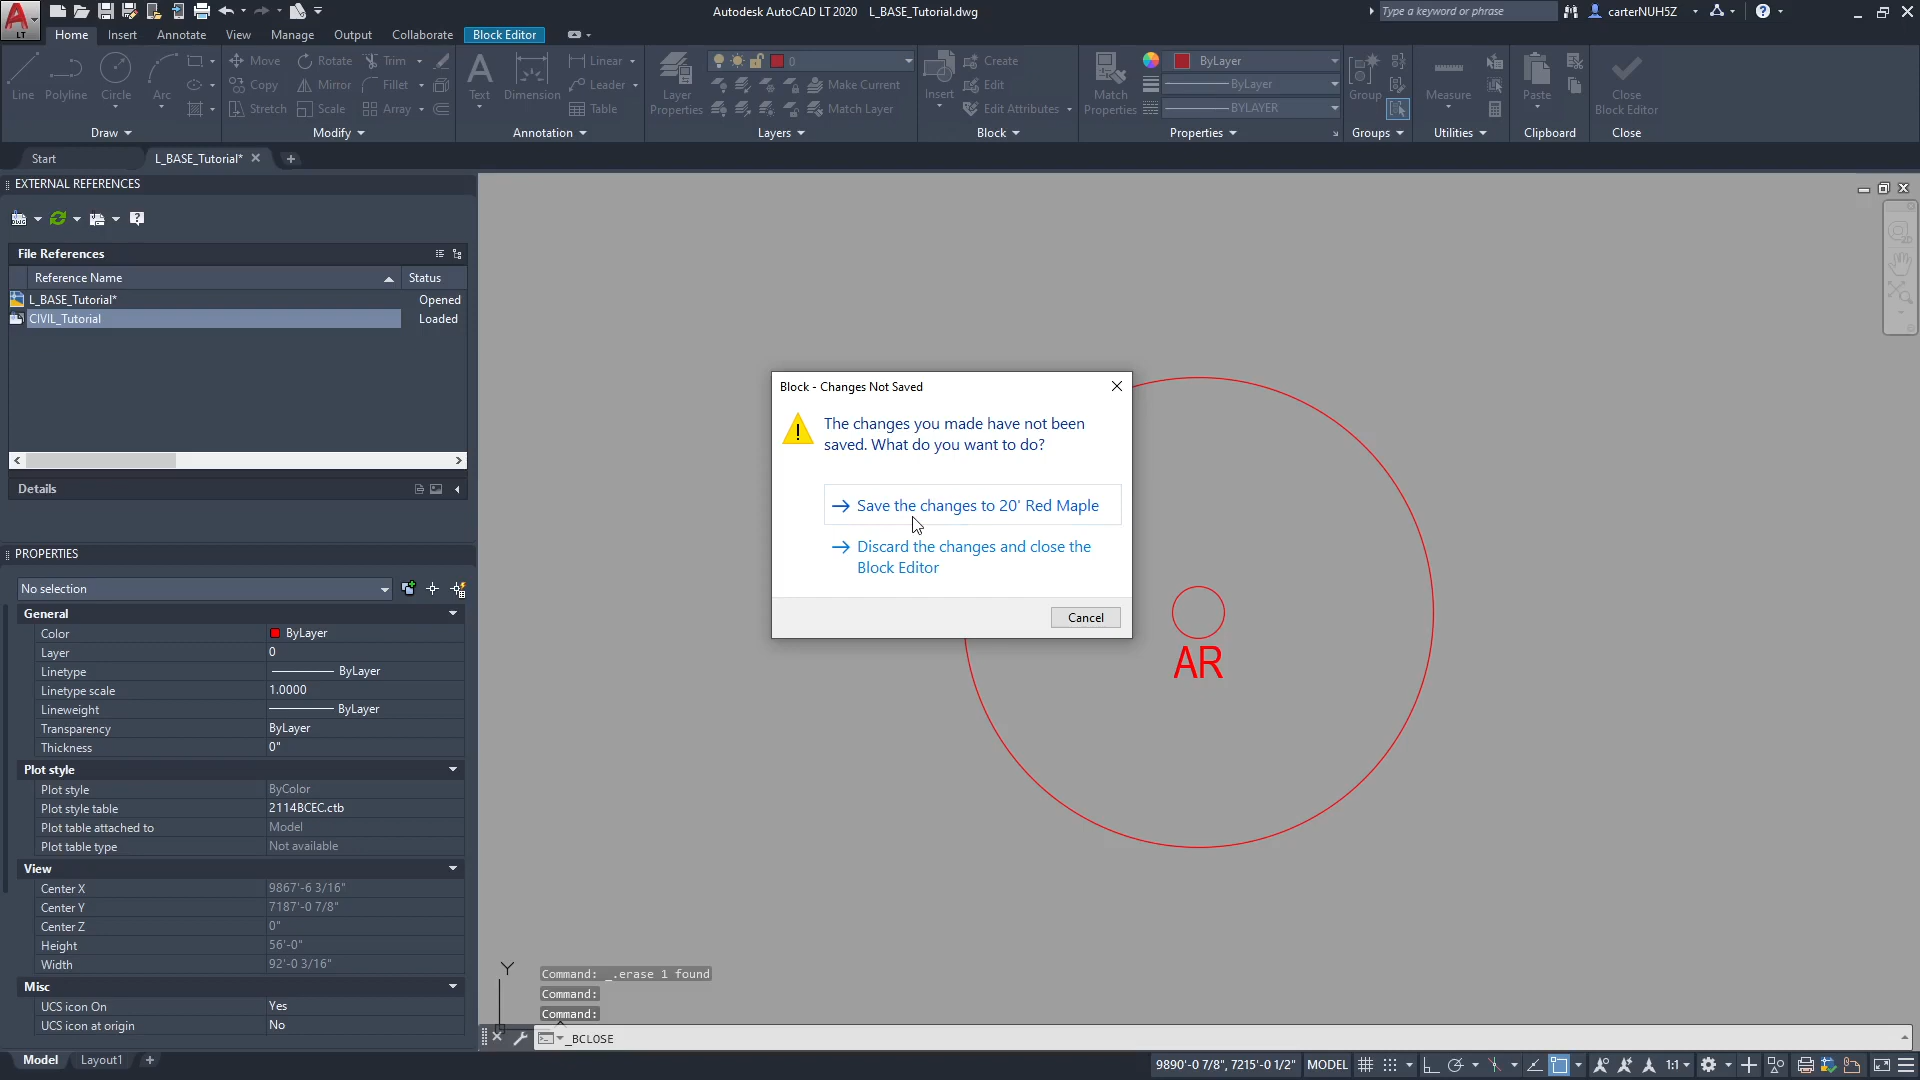 Autodesk AutoCAD LT 2020 L_BASE_Tutorial.dwg
Type a keyword or phrase
carterNUH5Z
LT
Home Insert Annotate View Manage Output Collaborate Block Editor
Line Polyline Circle Arc
Move Rotate Trim
Copy Mirror Fillet
Stretch Scale Array
Text Dimension
Linear
Leader
Table
Layer Properties
0
Make Current
Match Layer
Insert
Create
Edit
Edit Attributes
Match Properties
ByLayer
ByLayer
BYLAYER
Group
Measure
Paste
Close Block Editor
Draw Modify Annotation Layers Block Properties Groups Utilities Clipboard Close
Start L_BASE_Tutorial*
EXTERNAL REFERENCES
File References
Reference Name Status
L_BASE_Tutorial* Opened
CIVIL_Tutorial Loaded
Details
PROPERTIES
No selection
General
Color ByLayer
Layer 0
Linetype ByLayer
Linetype scale 1.0000
Lineweight ByLayer
Transparency ByLayer
Thickness 0"
Plot style
Plot style ByColor
Plot style table 2114BCEC.ctb
Plot table attached to Model
Plot table type Not available
View
Center X 9867'-6 3/16"
Center Y 7187'-0 7/8"
Center Z 0"
Height 56'-0"
Width 92'-0 3/16"
Misc
UCS icon On Yes
UCS icon at origin No
Block - Changes Not Saved
The changes you made have not been
saved. What do you want to do?
Save the changes to 20' Red Maple
Discard the changes and close the
Block Editor
Cancel
AR
Y
Command: _.erase 1 found
Command:
Command:
_BCLOSE
Model Layout1
9890'-0 7/8", 7215'-0 1/2" MODEL 1:1